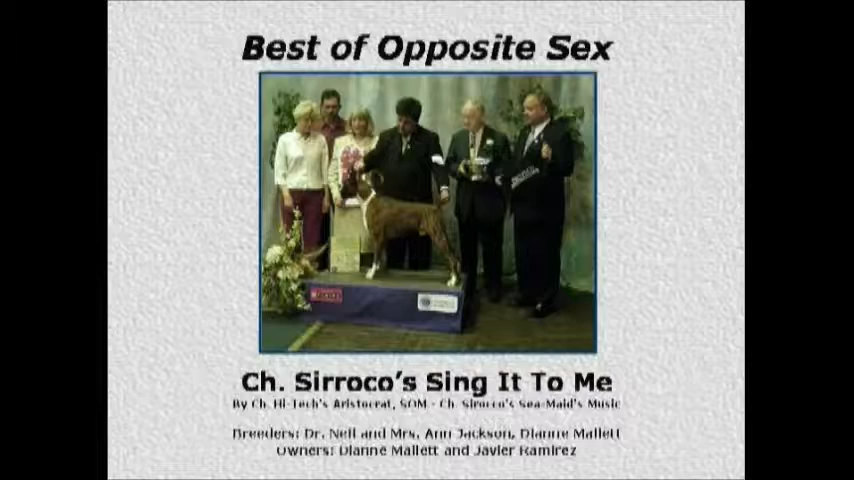 Best of Opposite Sex
Ch. Sirroco's Sing It To Me
By Ch. Hi-Tech's Aristocrat, SOM - Ch. Sirroco's Sea-Maid's Music
Breeders: Dr. Neil and Mrs. Ann Jackson, Dianne Mallett
Owners: Dianne Mallett and Javier Ramirez